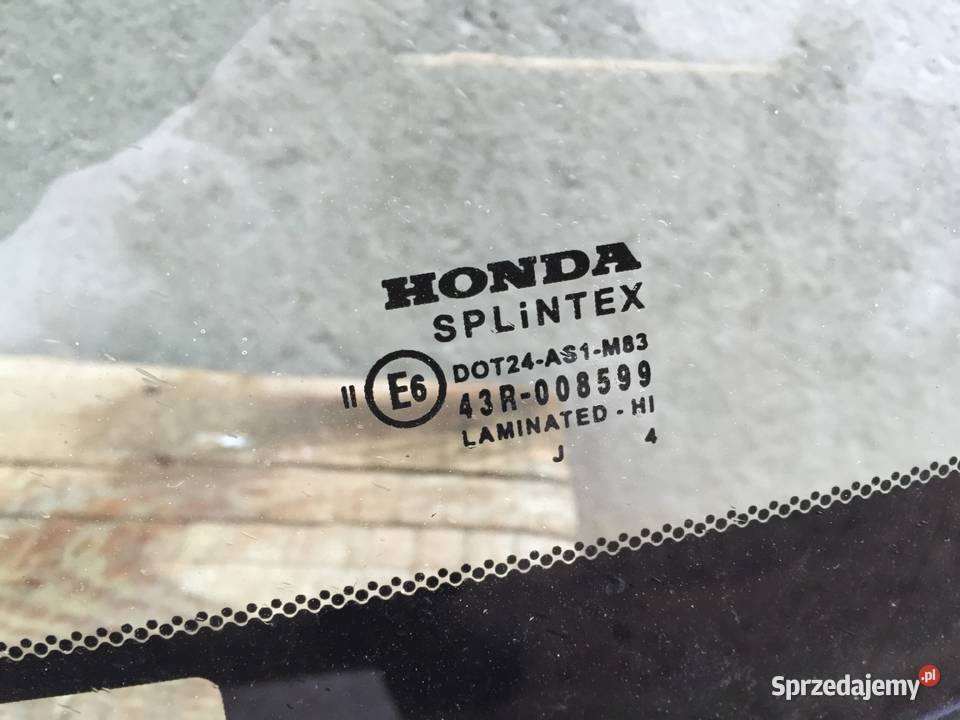 HONDA
SPLiNTEX
DOT24-AS1-M83
II E6 43R-008599
LAMINATED - HI
J 4
Sprzedajemy.pl